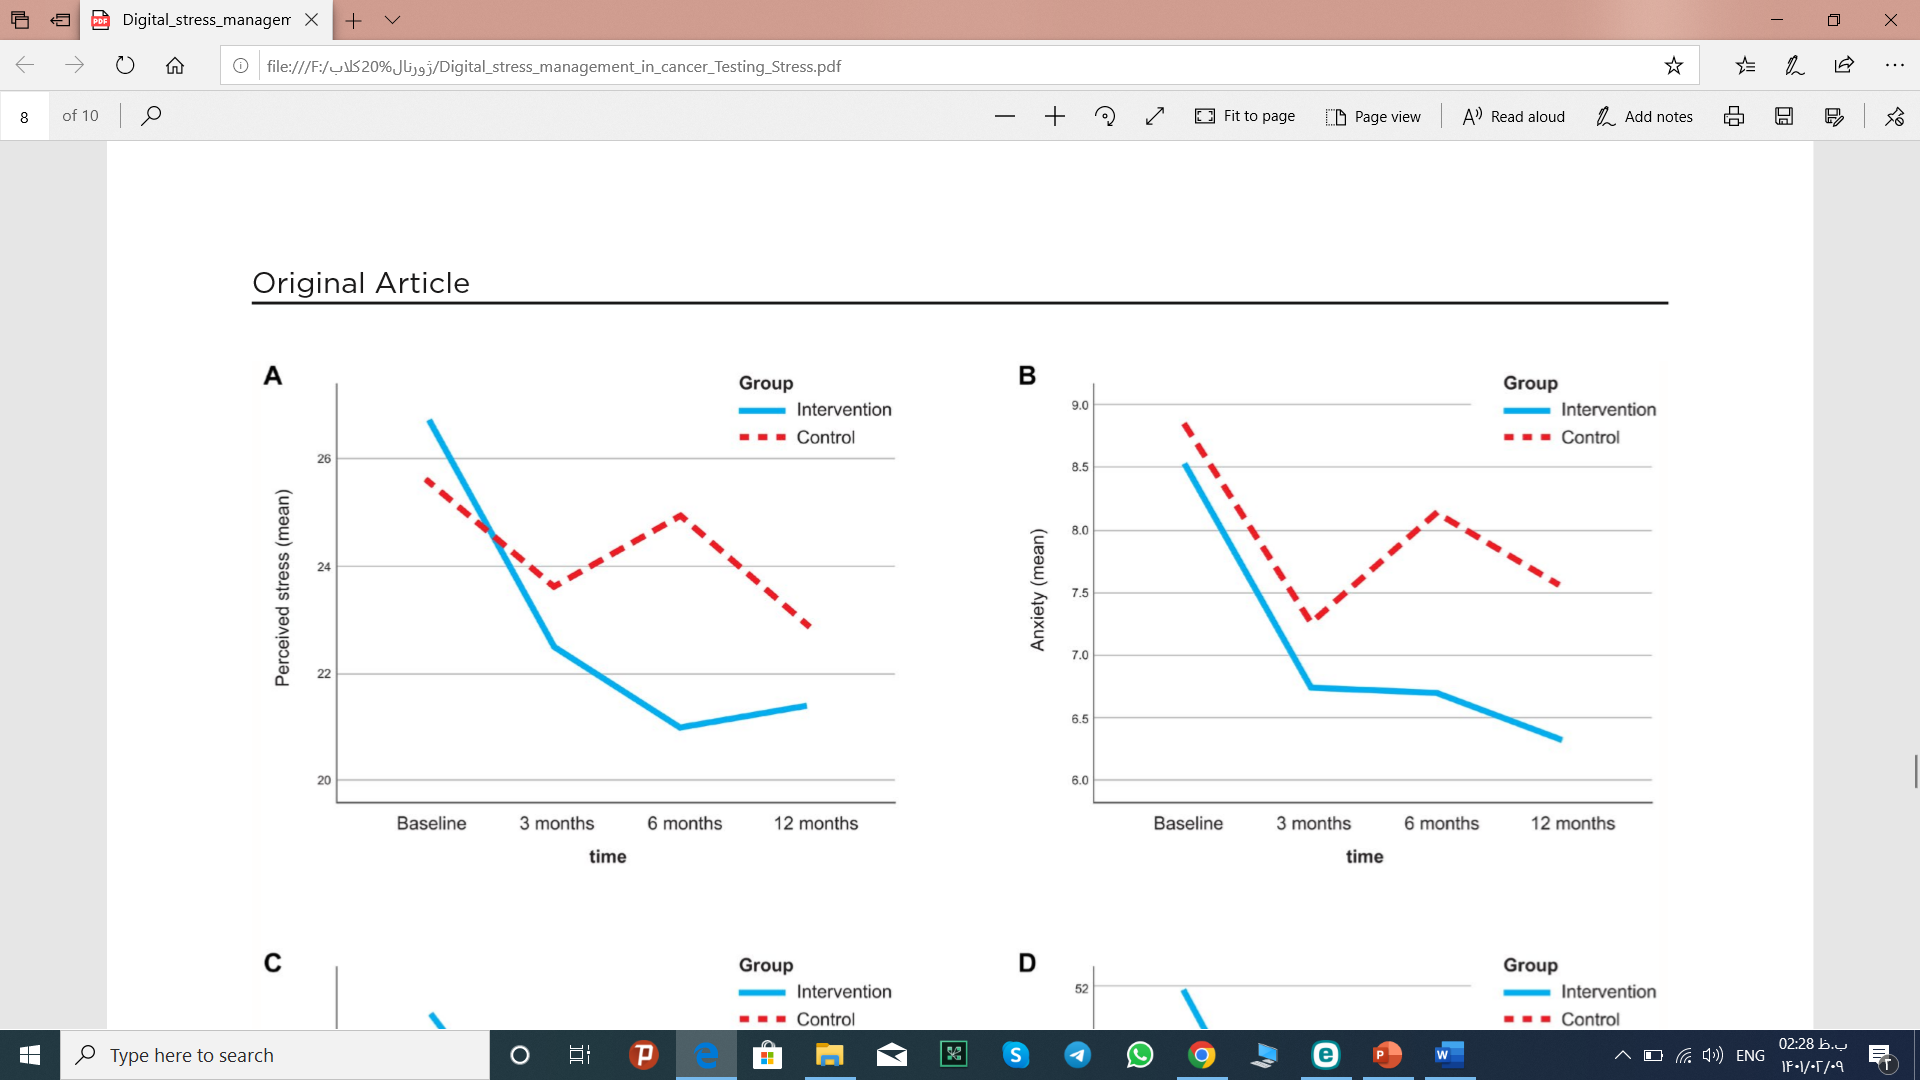 Digital_stress_managem
file:///F:/ژورنال%20کلاب/Digital_stress_management_in_cancer_Testing_Stress.pdf
8 of 10 Fit to page Page view Read aloud Add notes
Original Article
A
Group
Intervention
Control
26
24
22
20
Perceived stress (mean)
Baseline 3 months 6 months 12 months
time
B
Group
Intervention
Control
9.0
8.5
8.0
7.5
7.0
6.5
6.0
Anxiety (mean)
Baseline 3 months 6 months 12 months
time
C
Group
Intervention
Control
D
Group
Intervention
Control
52
Type here to search
ENG
02:28 ب.ظ
۱۴۰۱/۰۲/۰۹
۲